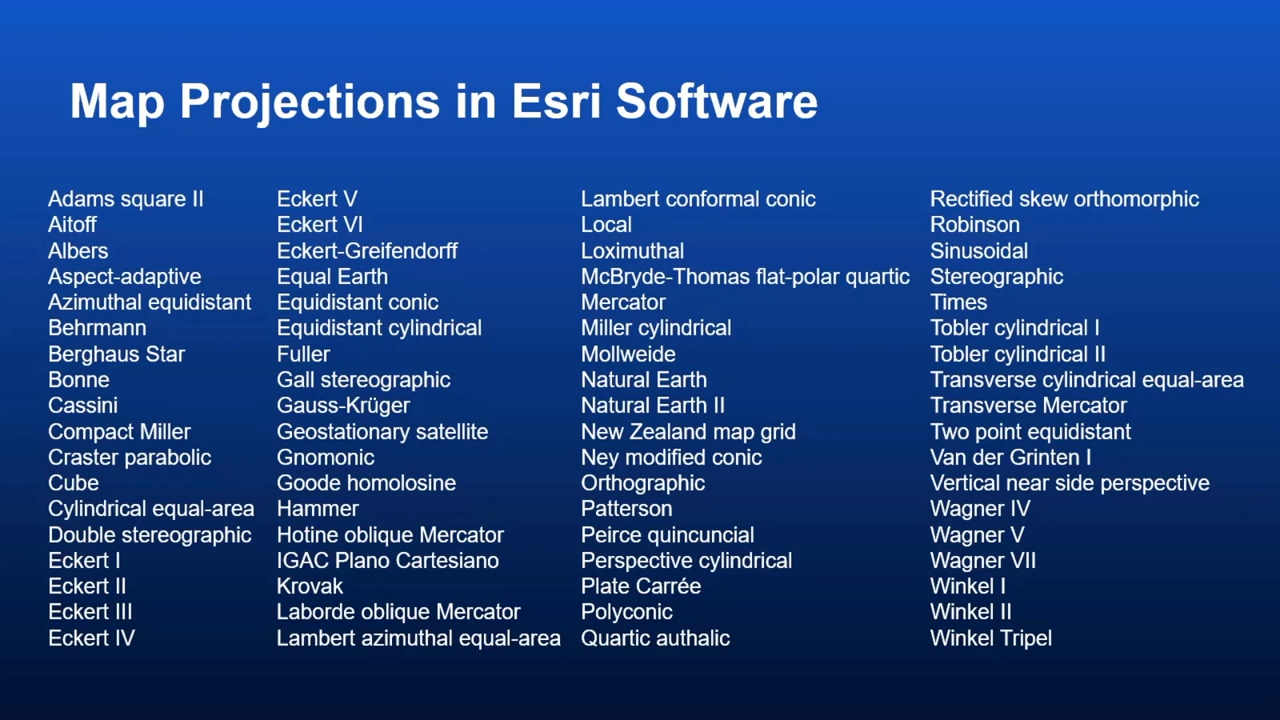 Map Projections in Esri Software
Adams square II
Aitoff
Albers
Aspect-adaptive
Azimuthal equidistant
Behrmann
Berghaus Star
Bonne
Cassini
Compact Miller
Craster parabolic
Cube
Cylindrical equal-area
Double stereographic
Eckert I
Eckert II
Eckert III
Eckert IV
Eckert V
Eckert VI
Eckert-Greifendorff
Equal Earth
Equidistant conic
Equidistant cylindrical
Fuller
Gall stereographic
Gauss-Krüger
Geostationary satellite
Gnomonic
Goode homolosine
Hammer
Hotine oblique Mercator
IGAC Plano Cartesiano
Krovak
Laborde oblique Mercator
Lambert azimuthal equal-area
Lambert conformal conic
Local
Loximuthal
McBryde-Thomas flat-polar quartic
Mercator
Miller cylindrical
Mollweide
Natural Earth
Natural Earth II
New Zealand map grid
Ney modified conic
Orthographic
Patterson
Peirce quincuncial
Perspective cylindrical
Plate Carrée
Polyconic
Quartic authalic
Rectified skew orthomorphic
Robinson
Sinusoidal
Stereographic
Times
Tobler cylindrical I
Tobler cylindrical II
Transverse cylindrical equal-area
Transverse Mercator
Two point equidistant
Van der Grinten I
Vertical near side perspective
Wagner IV
Wagner V
Wagner VII
Winkel I
Winkel II
Winkel Tripel